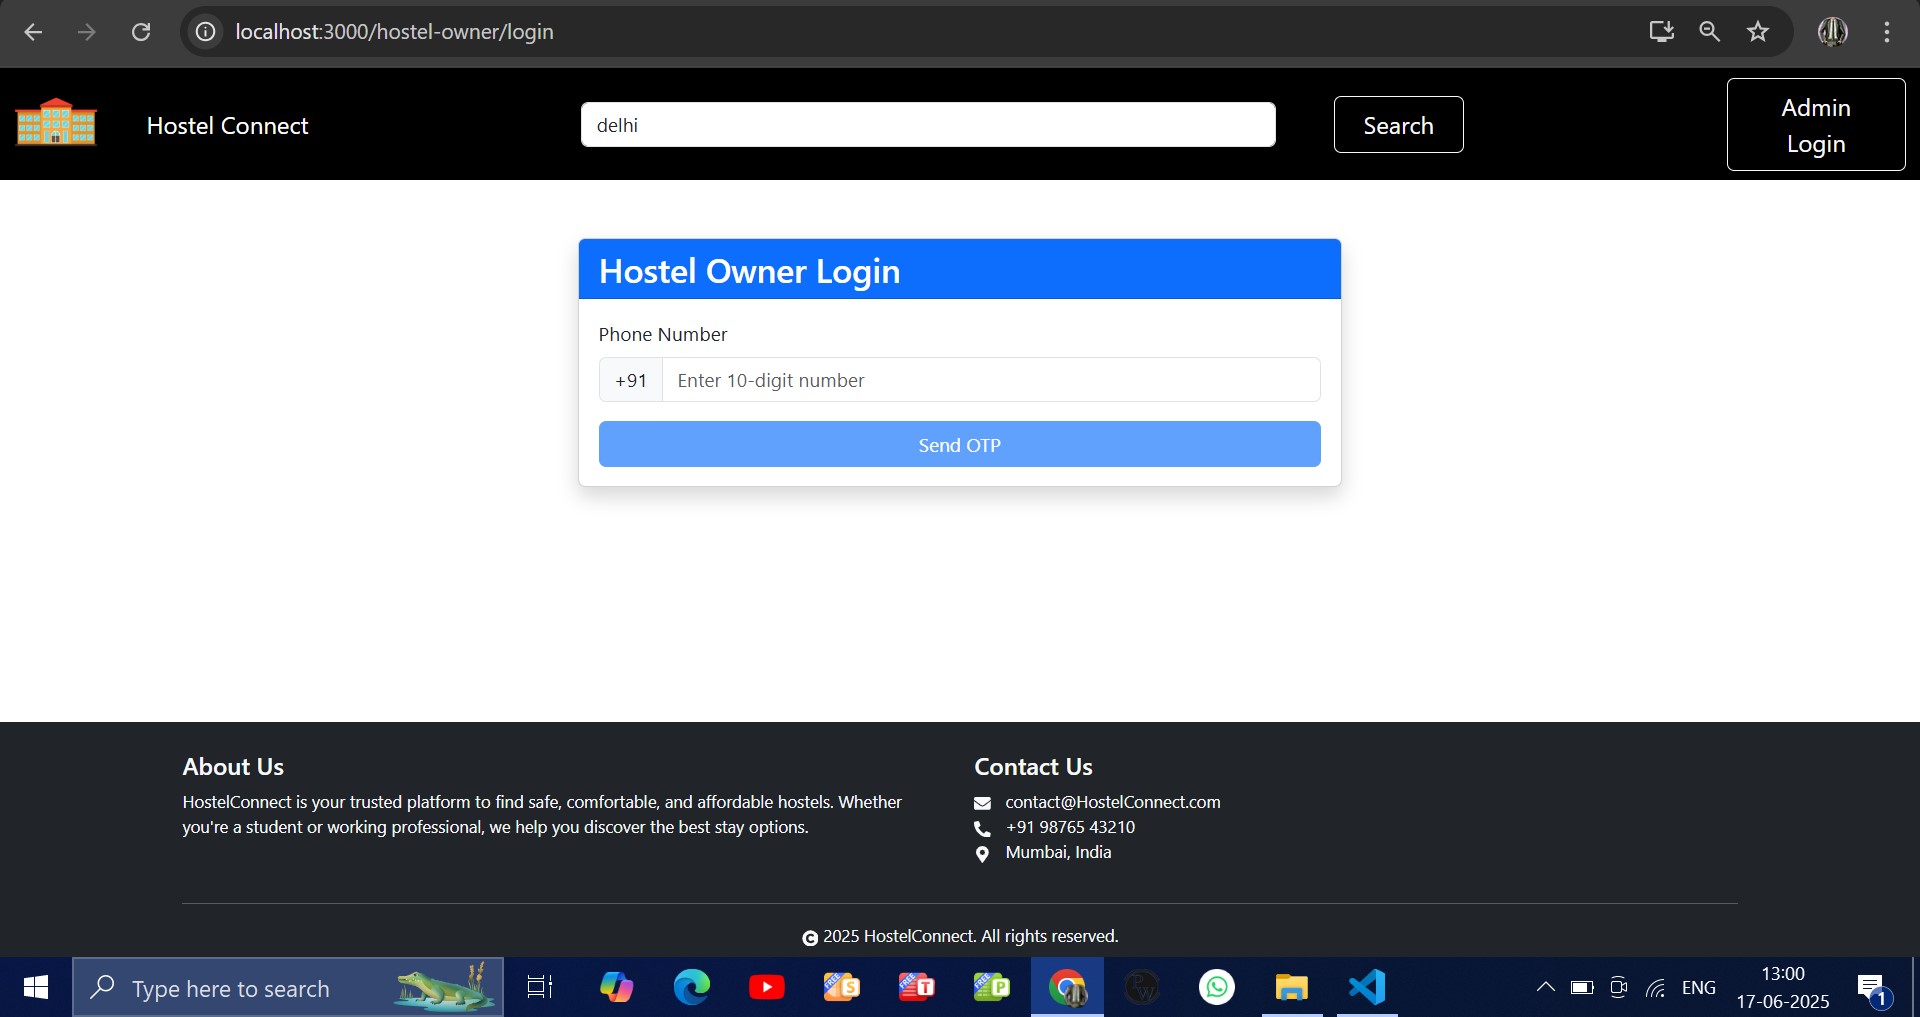 localhost:3000/hostel-owner/login
Hostel Connect
delhi
Search
Admin
Login
Hostel Owner Login
Phone Number
+91
Enter 10-digit number
Send OTP
About Us
HostelConnect is your trusted platform to find safe, comfortable, and affordable hostels. Whether
you're a student or working professional, we help you discover the best stay options.
Contact Us
contact@HostelConnect.com
+91 98765 43210
Mumbai, India
© 2025 HostelConnect. All rights reserved.
Type here to search
FREE S
FREE T
FREE P
ENG
13:00
17-06-2025
1